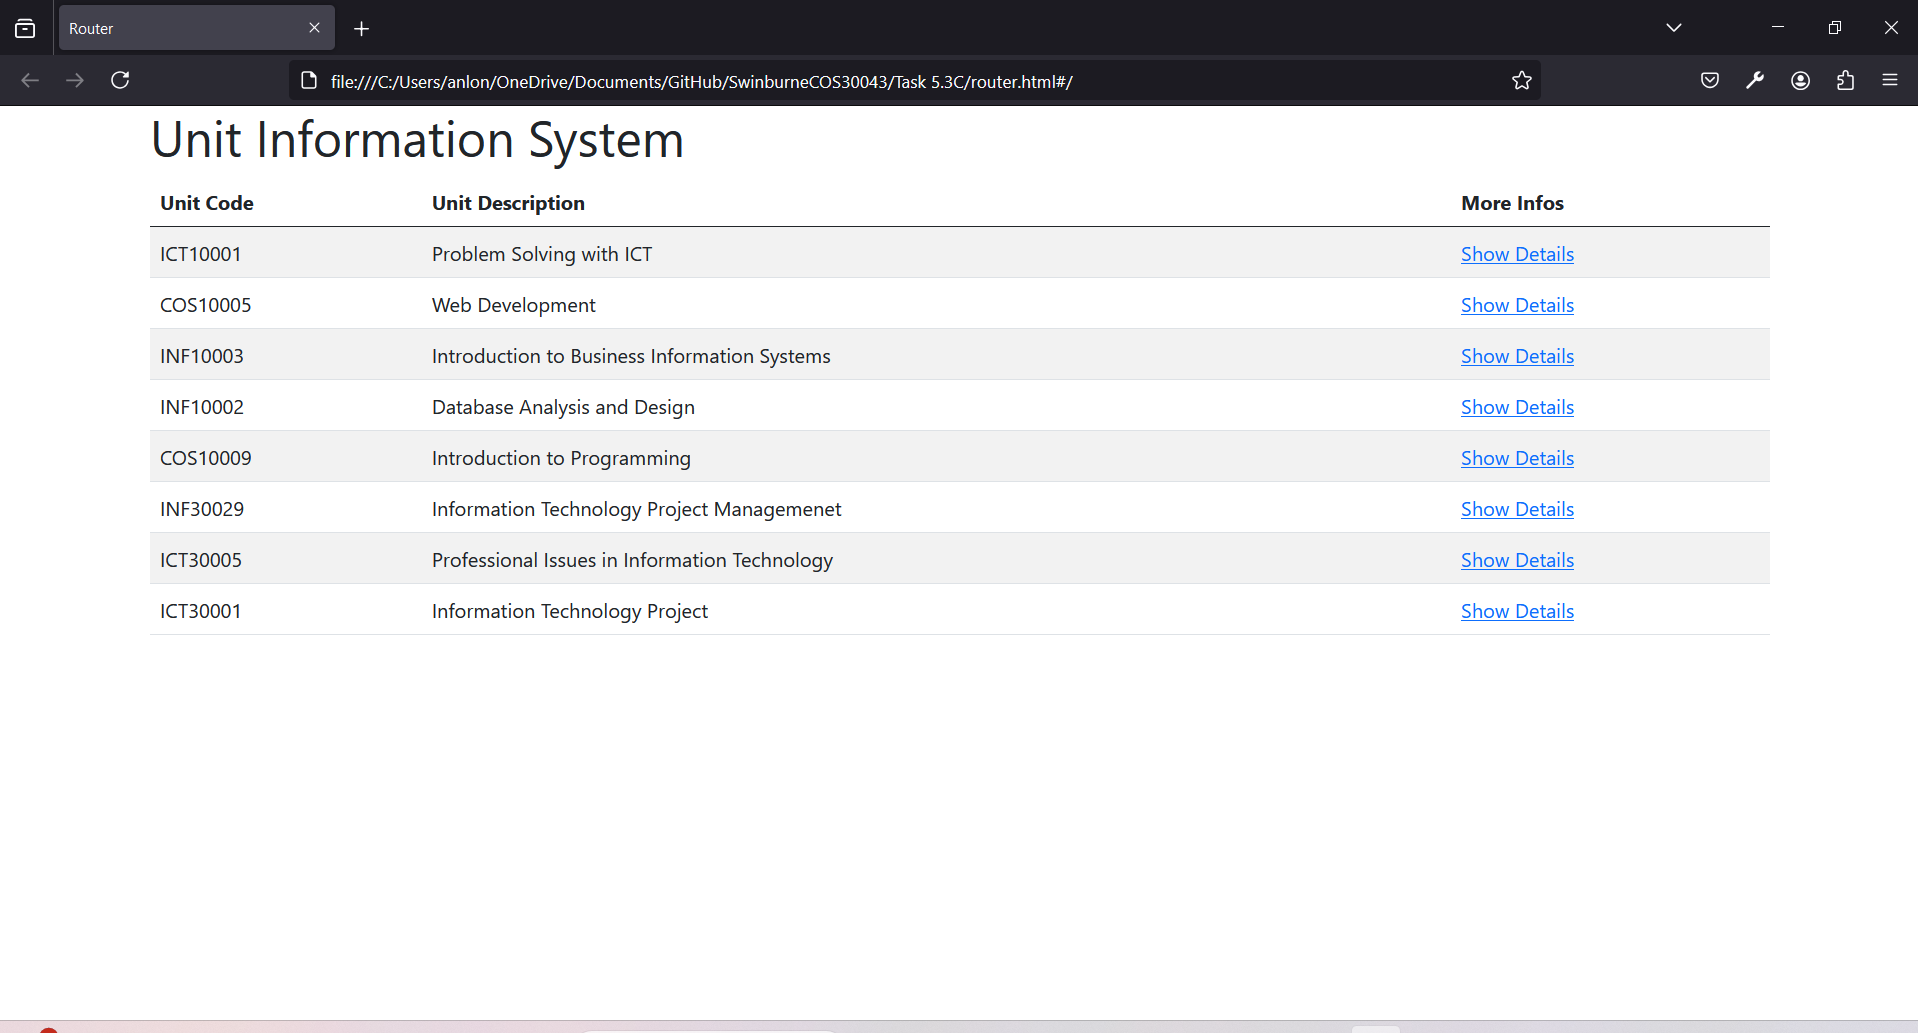 Router
file:///C:/Users/anlon/OneDrive/Documents/GitHub/SwinburneCOS30043/Task 5.3C/router.html#/
Unit Information System
Unit Code Unit Description More Infos
ICT10001 Problem Solving with ICT Show Details
COS10005 Web Development Show Details
INF10003 Introduction to Business Information Systems Show Details
INF10002 Database Analysis and Design Show Details
COS10009 Introduction to Programming Show Details
INF30029 Information Technology Project Managemenet Show Details
ICT30005 Professional Issues in Information Technology Show Details
ICT30001 Information Technology Project Show Details